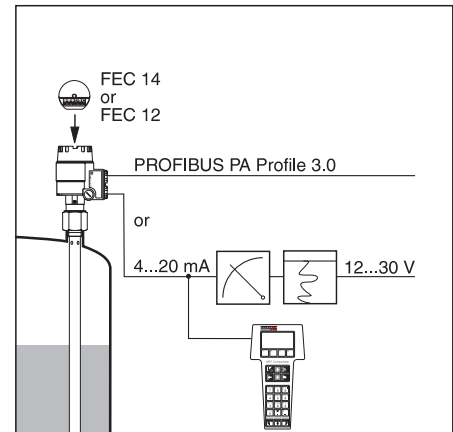 FEC 14
or
FEC 12
PROFIBUS PA Profile 3.0
or
4...20 mA
12...30 V